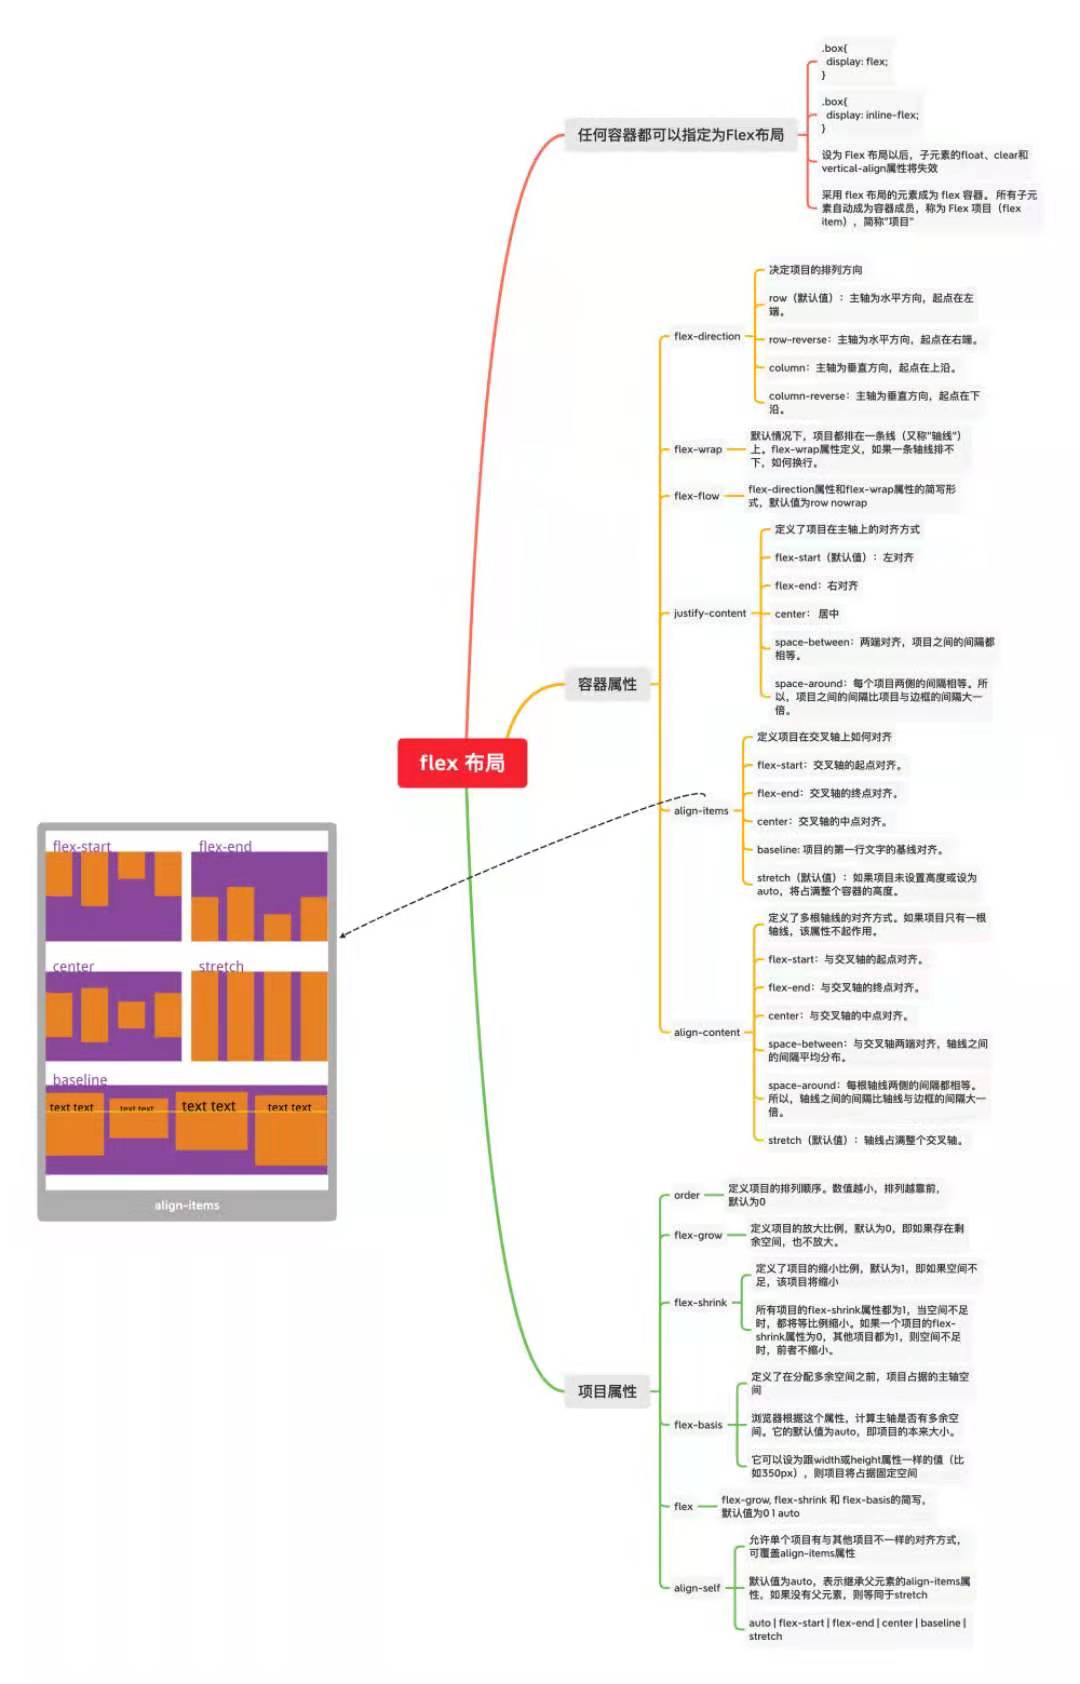 .box{
display: flex;
}
.box{
display: inline-flex;
}
任何容器都可以指定为Flex布局
设为 Flex 布局以后，子元素的float、clear和
vertical-align属性将失效
采用 flex 布局的元素成为 flex 容器。 所有子元
素自动成为容器成员，称为 Flex 项目（flex
item），简称"项目"
flex 布局
容器属性
flex-direction
决定项目的排列方向
row（默认值）：主轴为水平方向，起点在左
端。
row-reverse：主轴为水平方向，起点在右端。
column：主轴为垂直方向，起点在上沿。
column-reverse：主轴为垂直方向，起点在下
沿。
flex-wrap
默认情况下，项目都排在一条线（又称"轴线"）
上。flex-wrap属性定义，如果一条轴线排不
下，如何换行。
flex-flow
flex-direction属性和flex-wrap属性的简写形
式，默认值为row nowrap
justify-content
定义了项目在主轴上的对齐方式
flex-start（默认值）：左对齐
flex-end：右对齐
center： 居中
space-between：两端对齐，项目之间的间隔都
相等。
space-around：每个项目两侧的间隔相等。所
以，项目之间的间隔比项目与边框的间隔大一
倍。
align-items
定义项目在交叉轴上如何对齐
flex-start：交叉轴的起点对齐。
flex-end：交叉轴的终点对齐。
center：交叉轴的中点对齐。
baseline: 项目的第一行文字的基线对齐。
stretch（默认值）：如果项目未设置高度或设为
auto，将占满整个容器的高度。
align-content
定义了多根轴线的对齐方式。如果项目只有一根
轴线，该属性不起作用。
flex-start：与交叉轴的起点对齐。
flex-end：与交叉轴的终点对齐。
center：与交叉轴的中点对齐。
space-between：与交叉轴两端对齐，轴线之间
的间隔平均分布。
space-around：每根轴线两侧的间隔都相等。
所以，轴线之间的间隔比轴线与边框的间隔大一
倍。
stretch（默认值）：轴线占满整个交叉轴。
flex-start
flex-end
center
stretch
baseline
text text
text text
text text
text text
align-items
项目属性
order
定义项目的排列顺序。数值越小，排列越靠前，
默认为0
flex-grow
定义项目的放大比例，默认为0，即如果存在剩
余空间，也不放大。
flex-shrink
定义了项目的缩小比例，默认为1，即如果空间不
足，该项目将缩小
所有项目的flex-shrink属性都为1，当空间不足
时，都将等比例缩小。如果一个项目的flex-
shrink属性为0，其他项目都为1，则空间不足
时，前者不缩小。
flex-basis
定义了在分配多余空间之前，项目占据的主轴空
间
浏览器根据这个属性，计算主轴是否有多余空
间。它的默认值为auto，即项目的本来大小。
它可以设为跟width或height属性一样的值（比
如350px），则项目将占据固定空间
flex
flex-grow, flex-shrink 和 flex-basis的简写，
默认值为0 1 auto
align-self
允许单个项目有与其他项目不一样的对齐方式，
可覆盖align-items属性
默认值为auto，表示继承父元素的align-items属
性，如果没有父元素，则等同于stretch
auto | flex-start | flex-end | center | baseline |
stretch